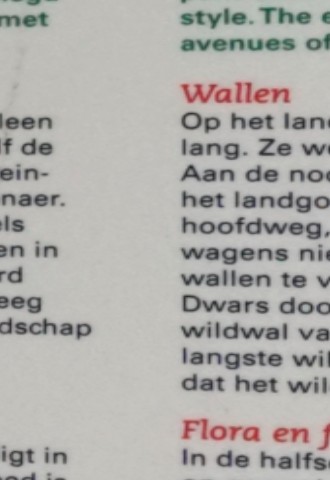 met
leen
lf de
ein-
naer.
els
en in
rd
eeg
dschap
igt in
style. The
avenues of
Wallen
Op het lan
lang. Ze w
Aan de no
het landgo
hoofdweg,
wagens nie
wallen te v
Dwars doo
wildwal va
langste wil
dat het wil
Flora en f
In de halfs